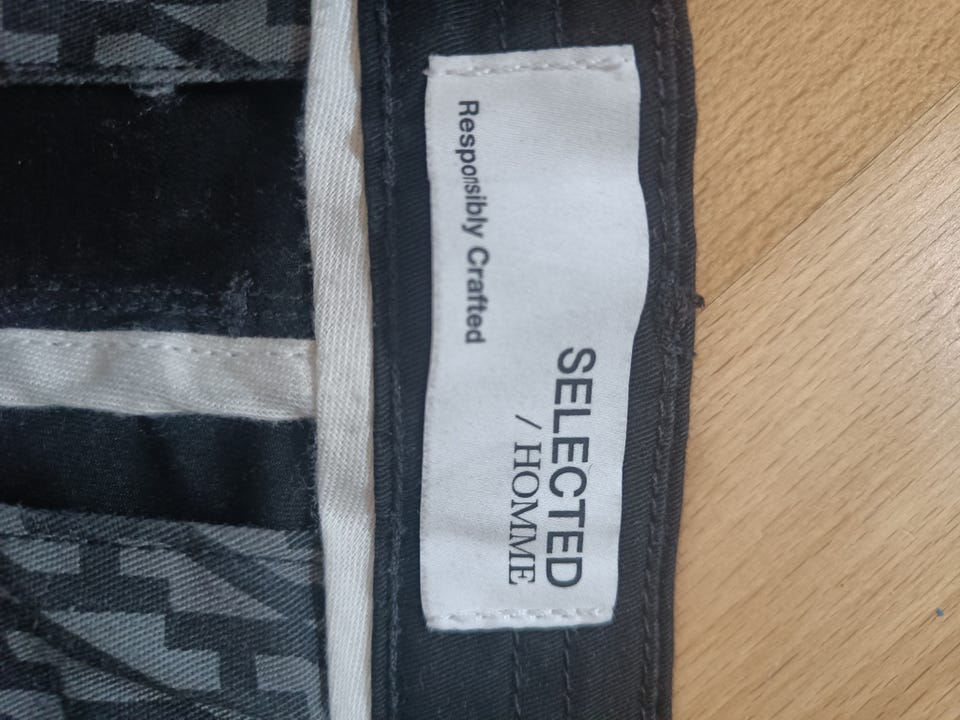 SELECTED
/ HOMME
Responsibly Crafted